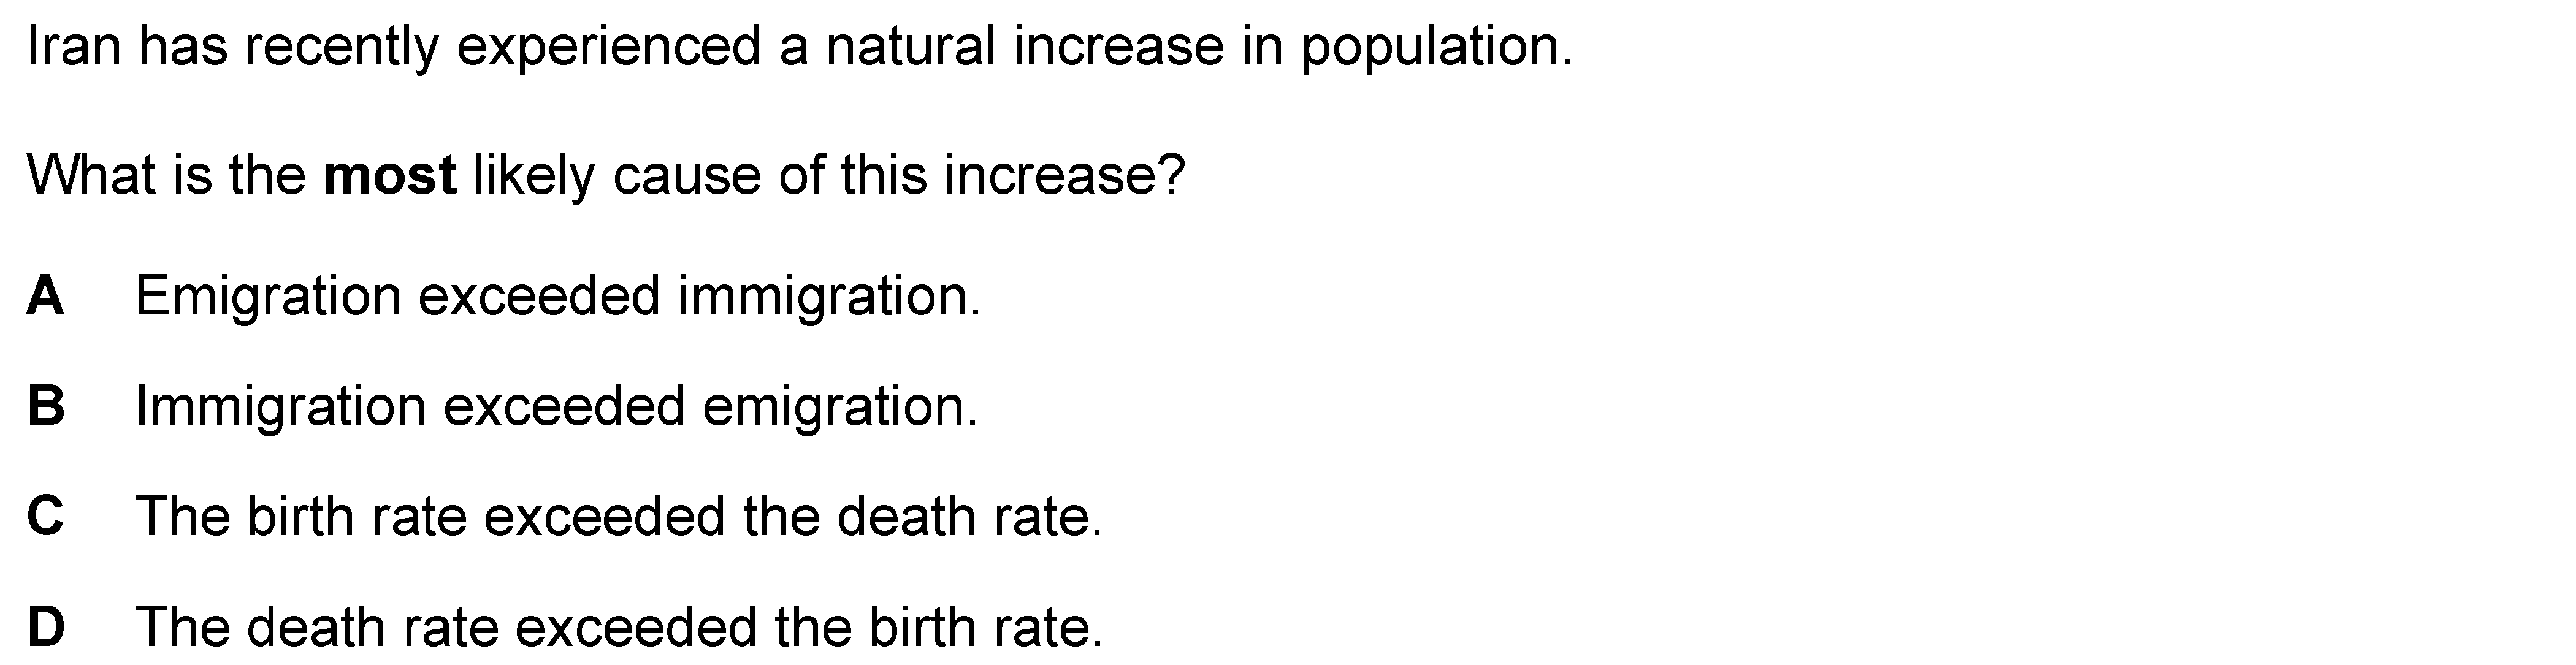 Iran has recently experienced a natural increase in population.
What is the most likely cause of this increase?
A Emigration exceeded immigration.
B Immigration exceeded emigration.
C The birth rate exceeded the death rate.
D The death rate exceeded the birth rate.